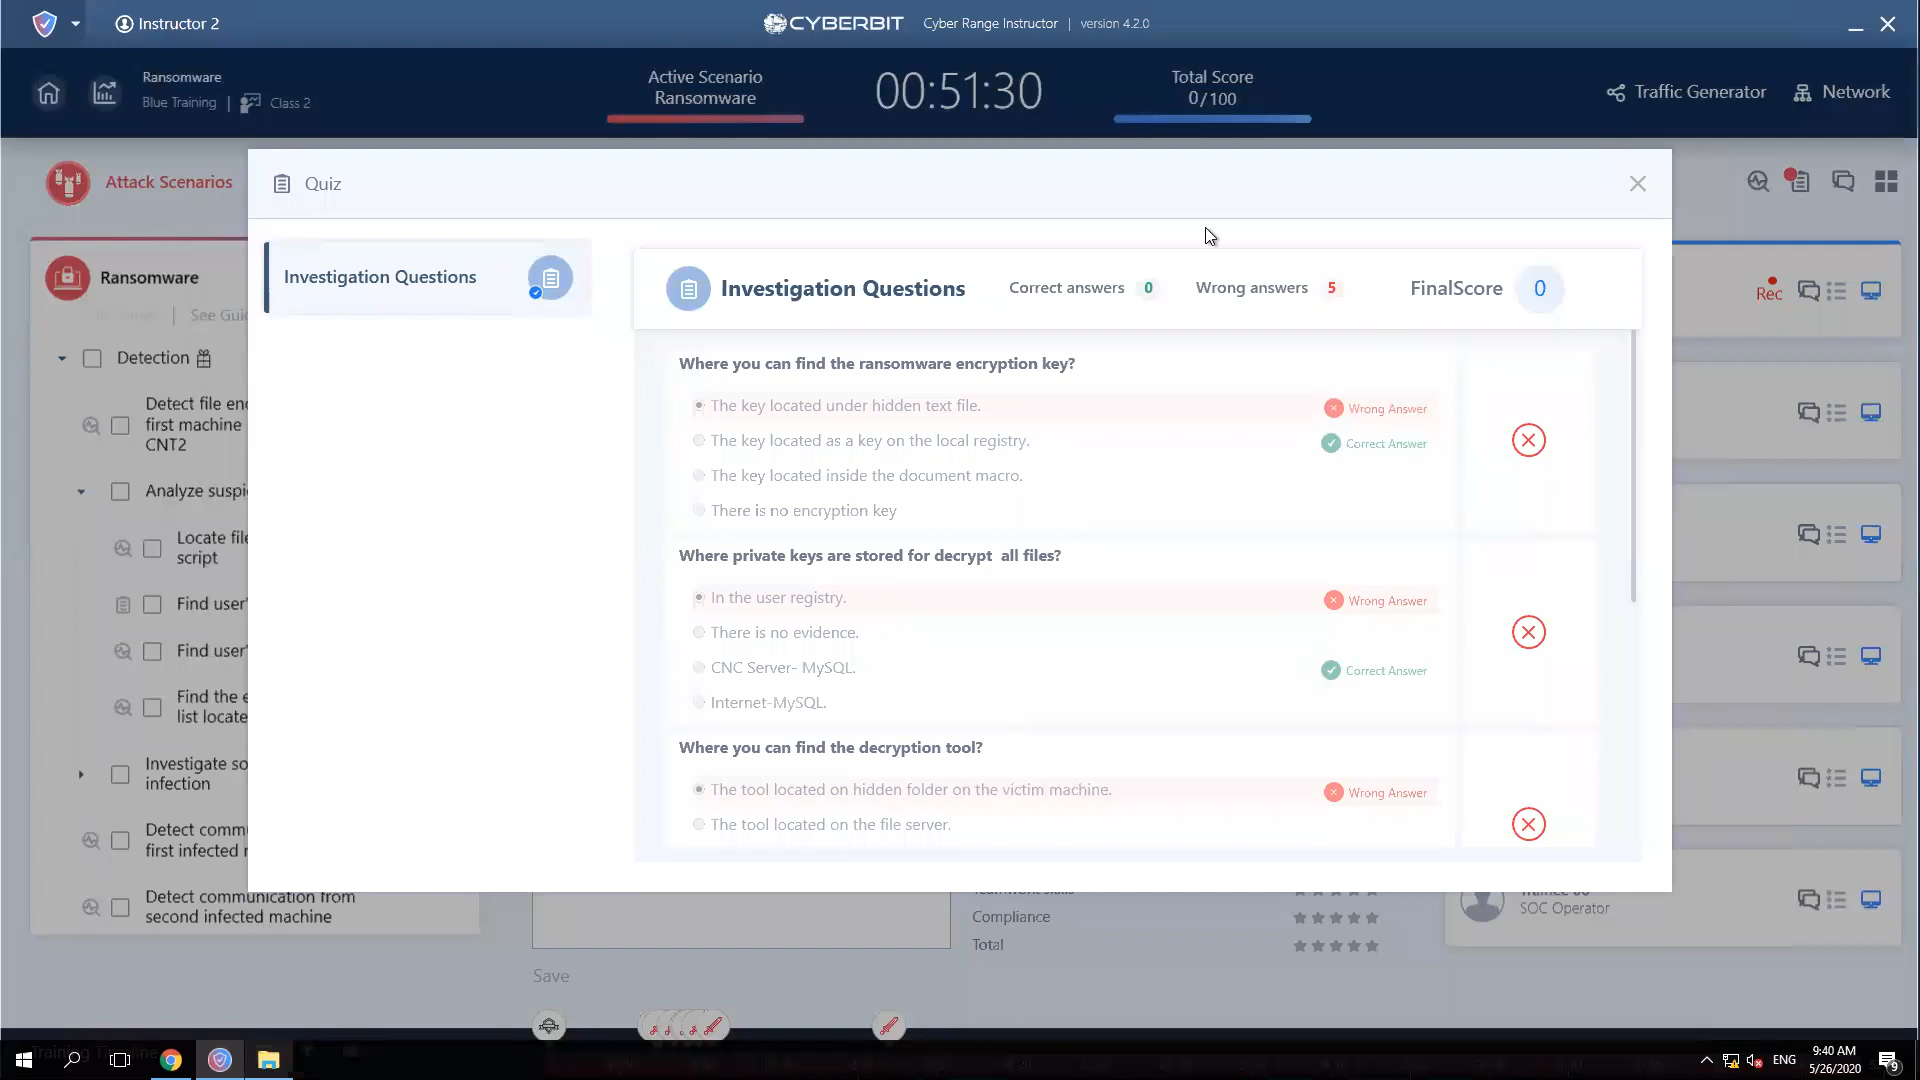 Instructor 2
CYBERBIT Cyber Range Instructor | version 4.2.0
Ransomware
Blue Training | Class 2
Active Scenario
Ransomware
00:51:30
Total Score
0/100
Traffic Generator
Network
Attack Scenarios
Quiz
Ransomware
See Gui
Detection
Detect file en
first machine
CNT2
Analyze suspi
Locate file
script
Find user'
Find user'
Find the e
list locate
Investigate so
infection
Detect comm
first infected
Detect communication from
second infected machine
Investigation Questions
Investigation Questions
Correct answers 0
Wrong answers 5
FinalScore 0
Where you can find the ransomware encryption key?
The key located under hidden text file.
Wrong Answer
The key located as a key on the local registry.
Correct Answer
The key located inside the document macro.
There is no encryption key
Where private keys are stored for decrypt  all files?
In the user registry.
Wrong Answer
There is no evidence.
CNC Server- MySQL.
Correct Answer
Internet-MySQL.
Where you can find the decryption tool?
The tool located on hidden folder on the victim machine.
Wrong Answer
The tool located on the file server.
Rec
Compliance
Total
Save
SOC Operator
ENG
9:40 AM
5/26/2020
9